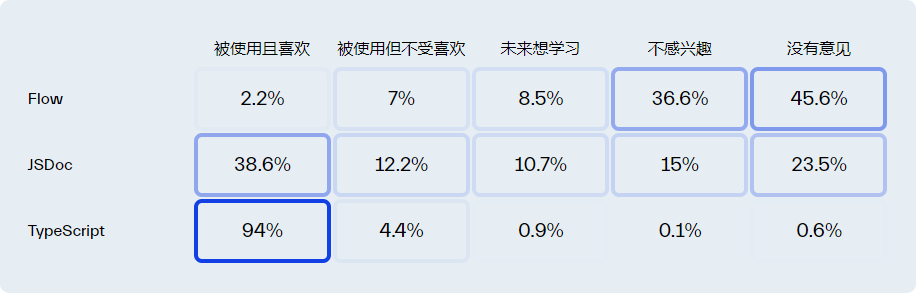 被使用且喜欢 被使用但不受喜欢 未来想学习 不感兴趣 没有意见
Flow 2.2% 7% 8.5% 36.6% 45.6%
JSDoc 38.6% 12.2% 10.7% 15% 23.5%
TypeScript 94% 4.4% 0.9% 0.1% 0.6%